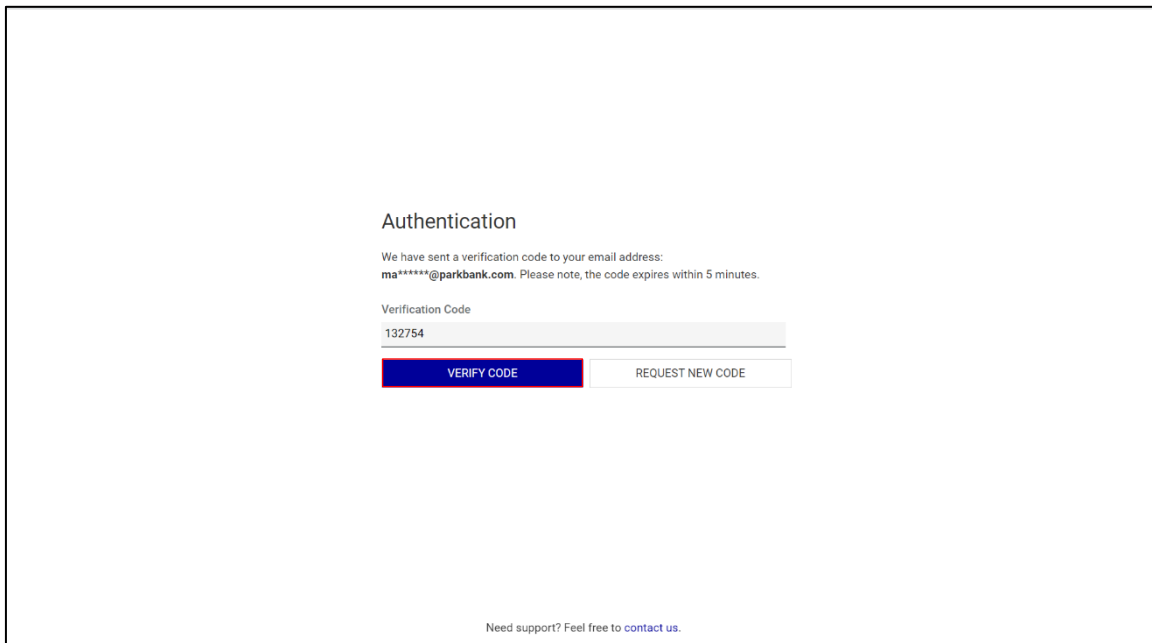 Authentication
We have sent a verification code to your email address:
ma******@parkbank.com. Please note, the code expires within 5 minutes.
Verification Code
132754
VERIFY CODE
REQUEST NEW CODE
Need support? Feel free to contact us.